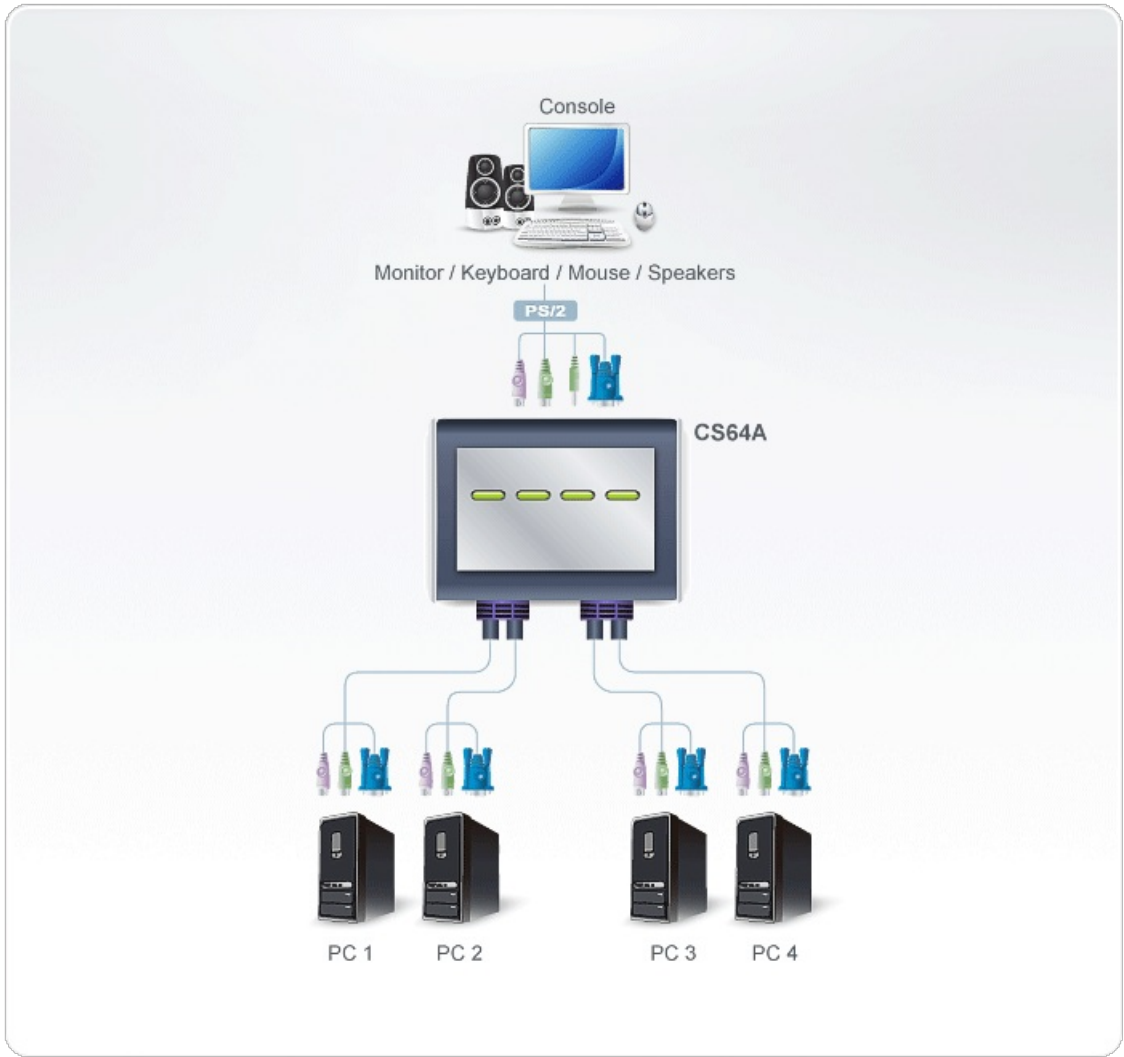 Console
Monitor / Keyboard / Mouse / Speakers
PS/2
CS64A
PC 1
PC 2
PC 3
PC 4